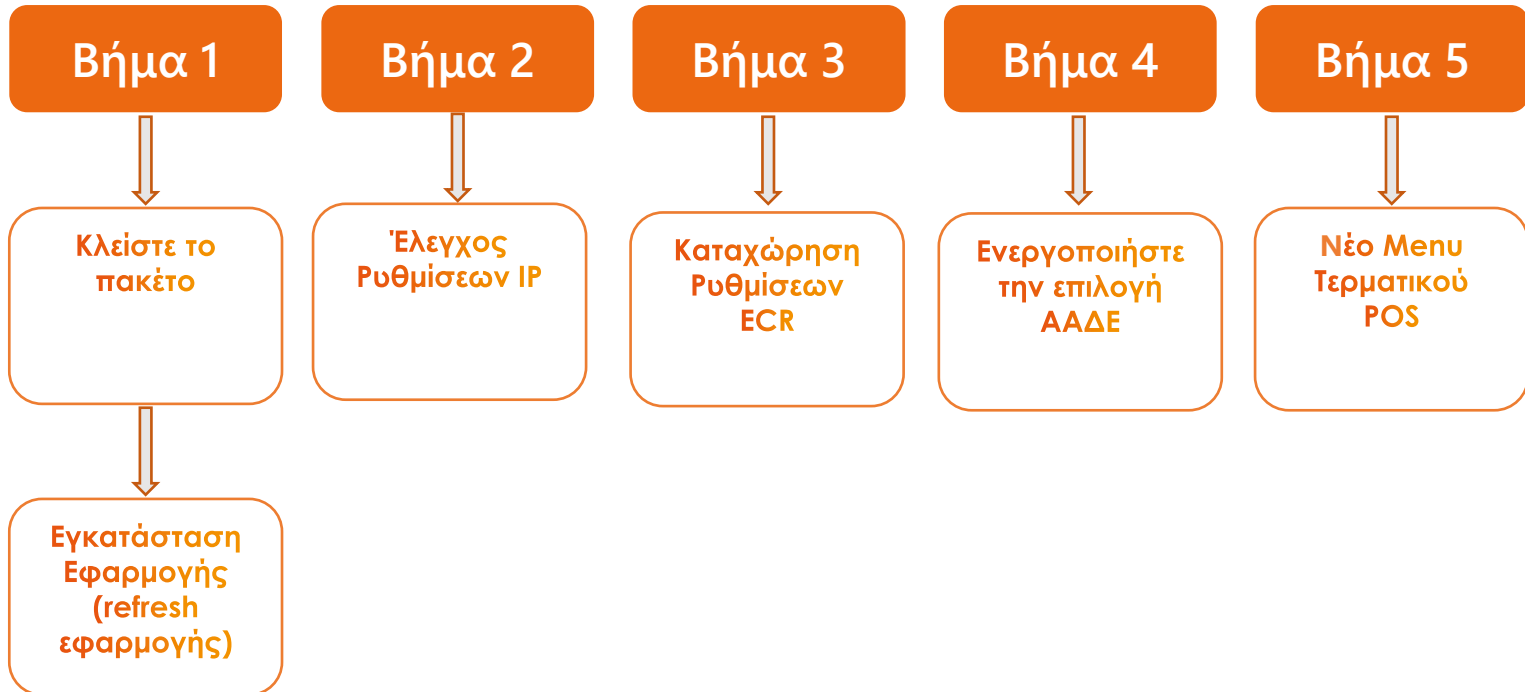 Βήμα 1
Βήμα 2
Βήμα 3
Βήμα 4
Βήμα 5
Κλείστε το
πακέτο
Έλεγχος
Ρυθμίσεων IP
Καταχώρηση
Ρυθμίσεων
ECR
Ενεργοποιήστε
την επιλογή
ΑΑΔΕ
Νέο Menu
Τερματικού
POS
Εγκατάσταση
Εφαρμογής
(refresh
εφαρμογής)